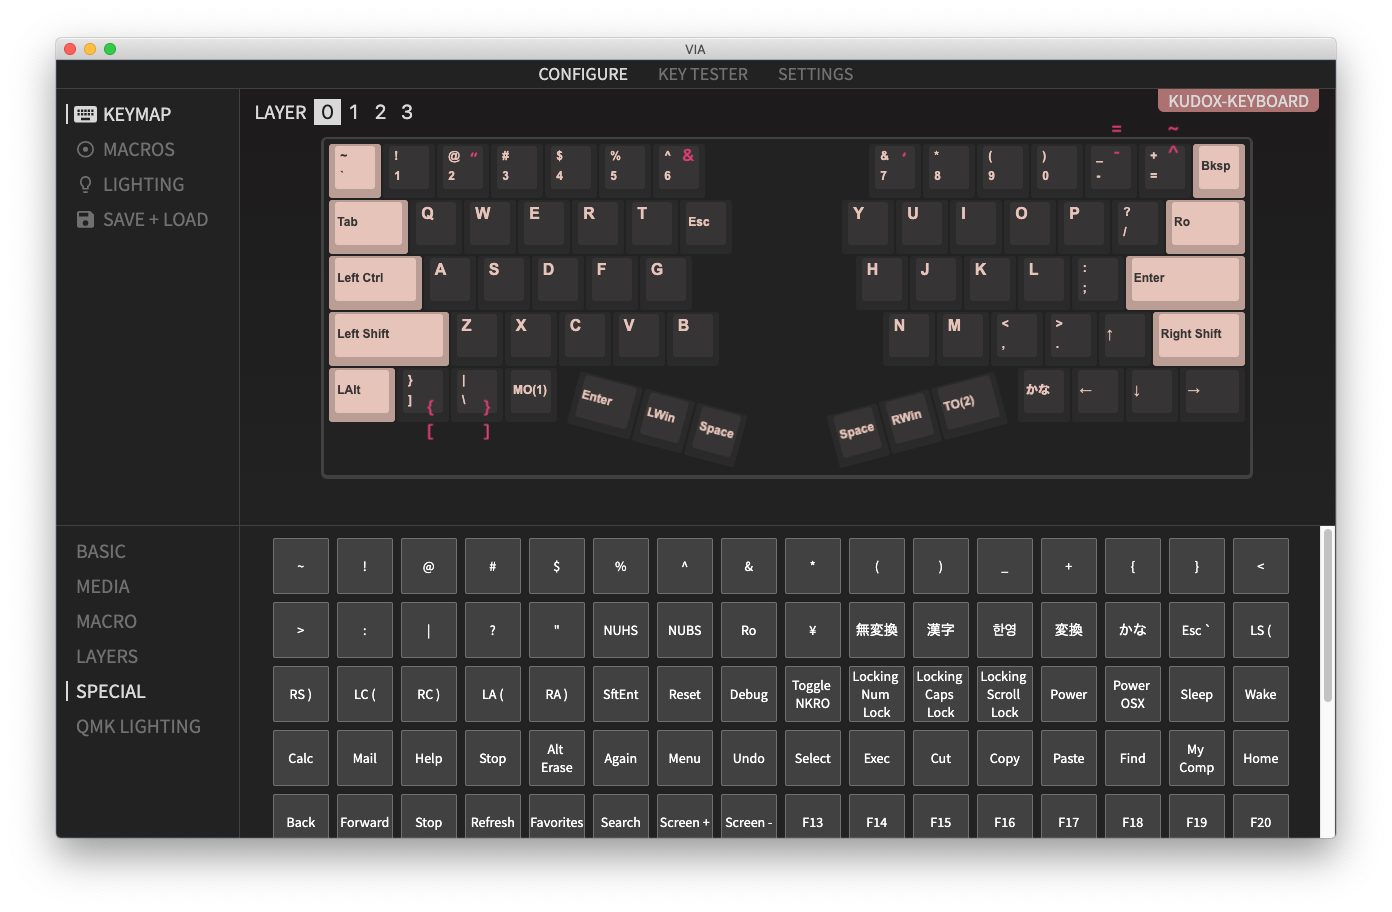 VIA
CONFIGURE KEY TESTER SETTINGS
KEYMAP
MACROS
LIGHTING
SAVE + LOAD
LAYER 0 1 2 3
KUDOX-KEYBOARD
= ~
~ ! @ " # $ % ^ & & ' * ( ) _ - + ^ Bksp
` 1 2 3 4 5 6 7 8 9 0 - =
Tab Q W E R T Esc Y U I O P ? Ro
/
Left Ctrl A S D F G H J K L : Enter
;
Left Shift Z X C V B N M < > ↑ Right Shift
, .
LAlt } | MO(1) Enter LWin Space Space RWin TO(2) かな ← ↓ →
] \
{ }
[ ]
BASIC
MEDIA
MACRO
LAYERS
SPECIAL
QMK LIGHTING
~ ! @ # $ % ^ & * ( ) _ + { } <
> : | ? " NUHS NUBS Ro ¥ 無変換 漢字 한영 変換 かな Esc ` LS (
RS ) LC ( RC ) LA ( RA ) SftEnt Reset Debug Toggle NKRO Locking Num Lock Locking Caps Lock Locking Scroll Lock Power Power OSX Sleep Wake
Calc Mail Help Stop Alt Erase Again Menu Undo Select Exec Cut Copy Paste Find My Comp Home
Back Forward Stop Refresh Favorites Search Screen + Screen - F13 F14 F15 F16 F17 F18 F19 F20